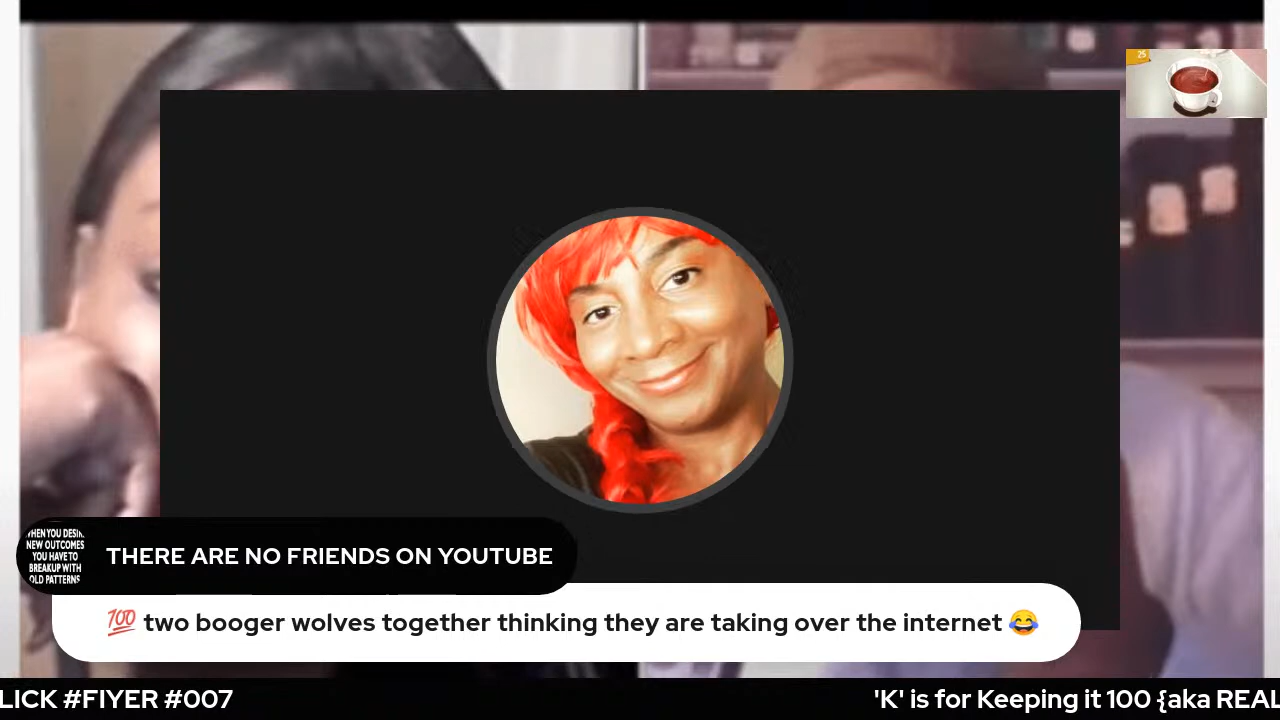 25
WHEN YOU DESIRE
NEW OUTCOMES
YOU HAVE TO
BREAKUP WITH
OLD PATTERNS
THERE ARE NO FRIENDS ON YOUTUBE
💯 two booger wolves together thinking they are taking over the internet 😂
LICK #FIYER #007 'K' is for Keeping it 100 {aka REAL